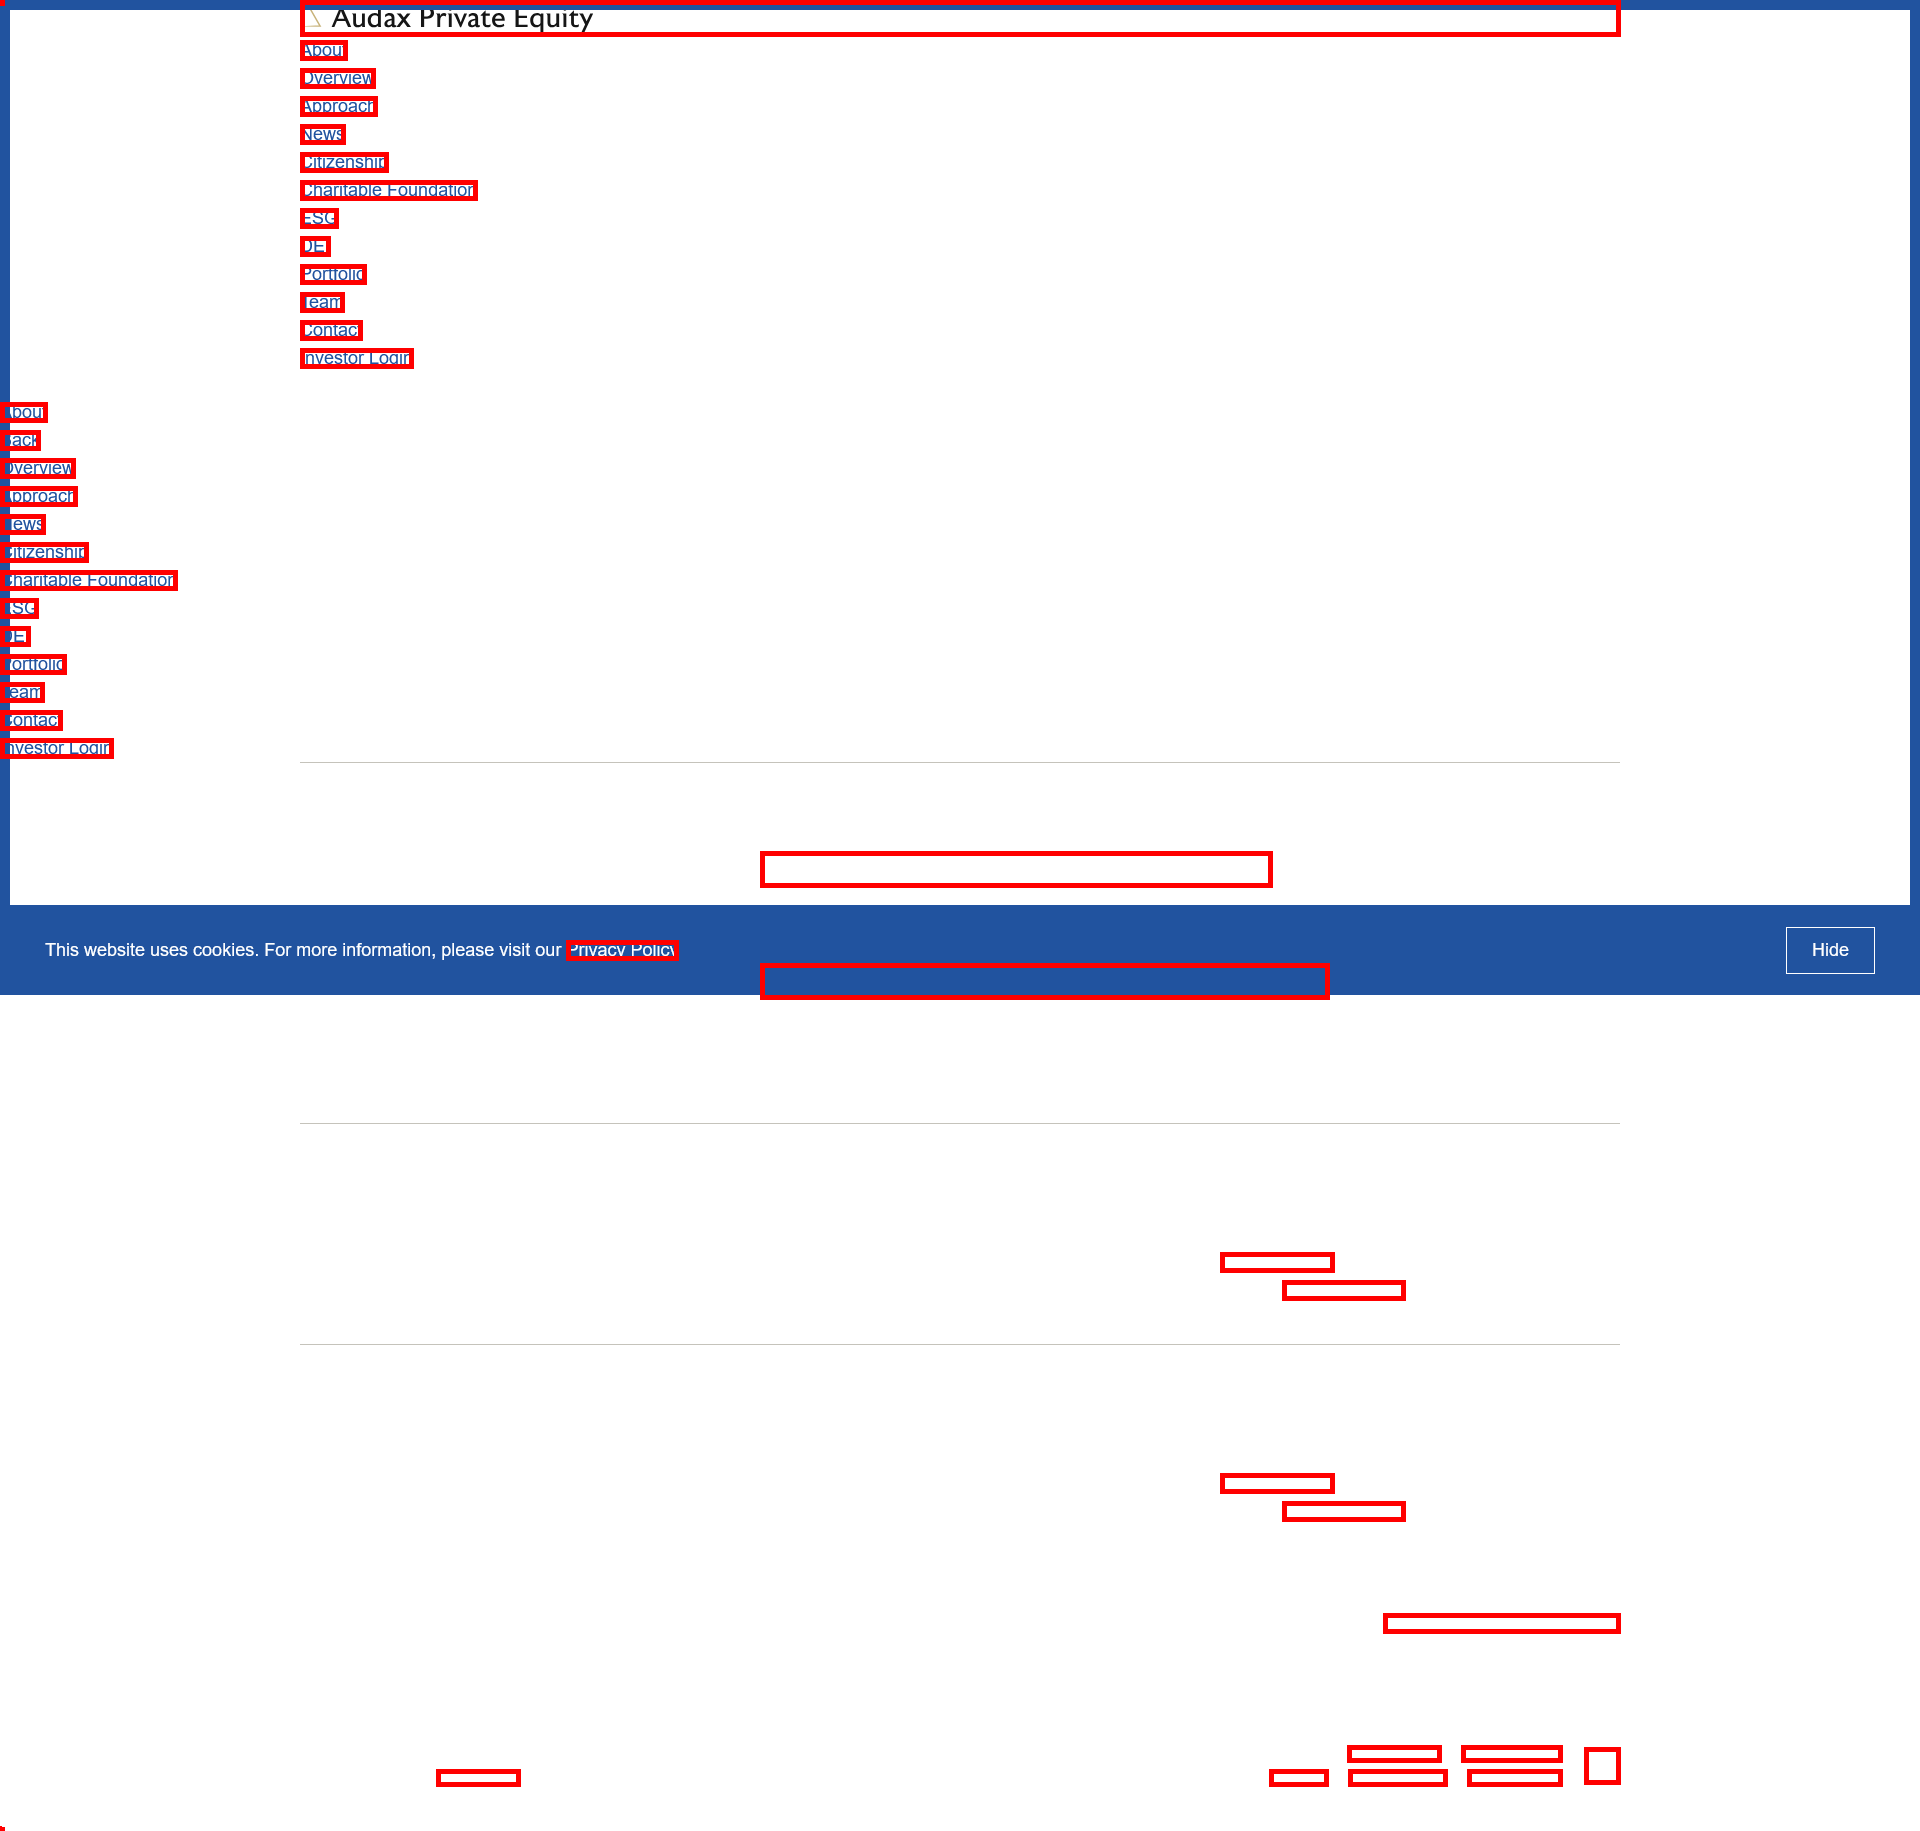 Audax Private Equity
About
Overview
Approach
News
Citizenship
Charitable Foundation
ESG
DEI
Portfolio
Team
Contact
Investor Login
About
Back
Overview
Approach
News
Citizenship
Charitable Foundation
ESG
DEI
Portfolio
Team
Contact
Investor Login
This website uses cookies. For more information, please visit our Privacy Policy
Hide